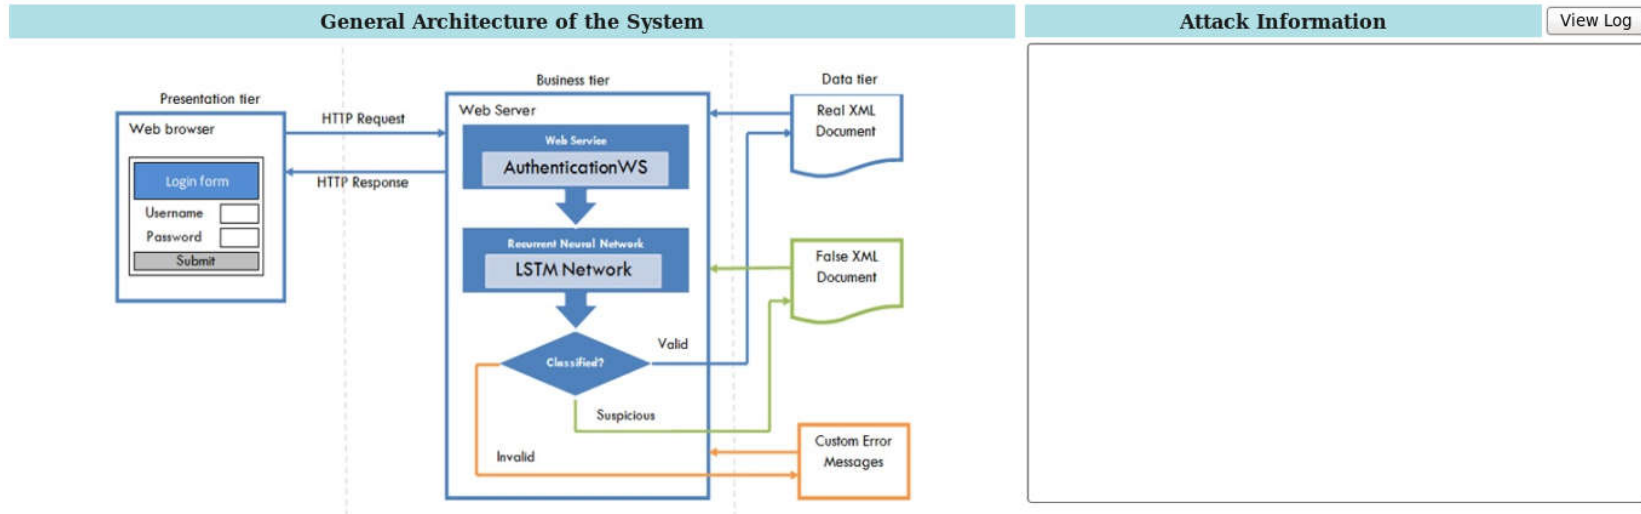 General Architecture of the System
Attack Information
View Log
Presentation tier
Web browser
Login form
Username
Password
Submit
HTTP Request
HTTP Response
Business tier
Web Server
Web Service
AuthenticationWS
Recurrent Neural Network
LSTM Network
Classified?
Valid
Suspicious
Invalid
Data tier
Real XML
Document
False XML
Document
Custom Error
Messages